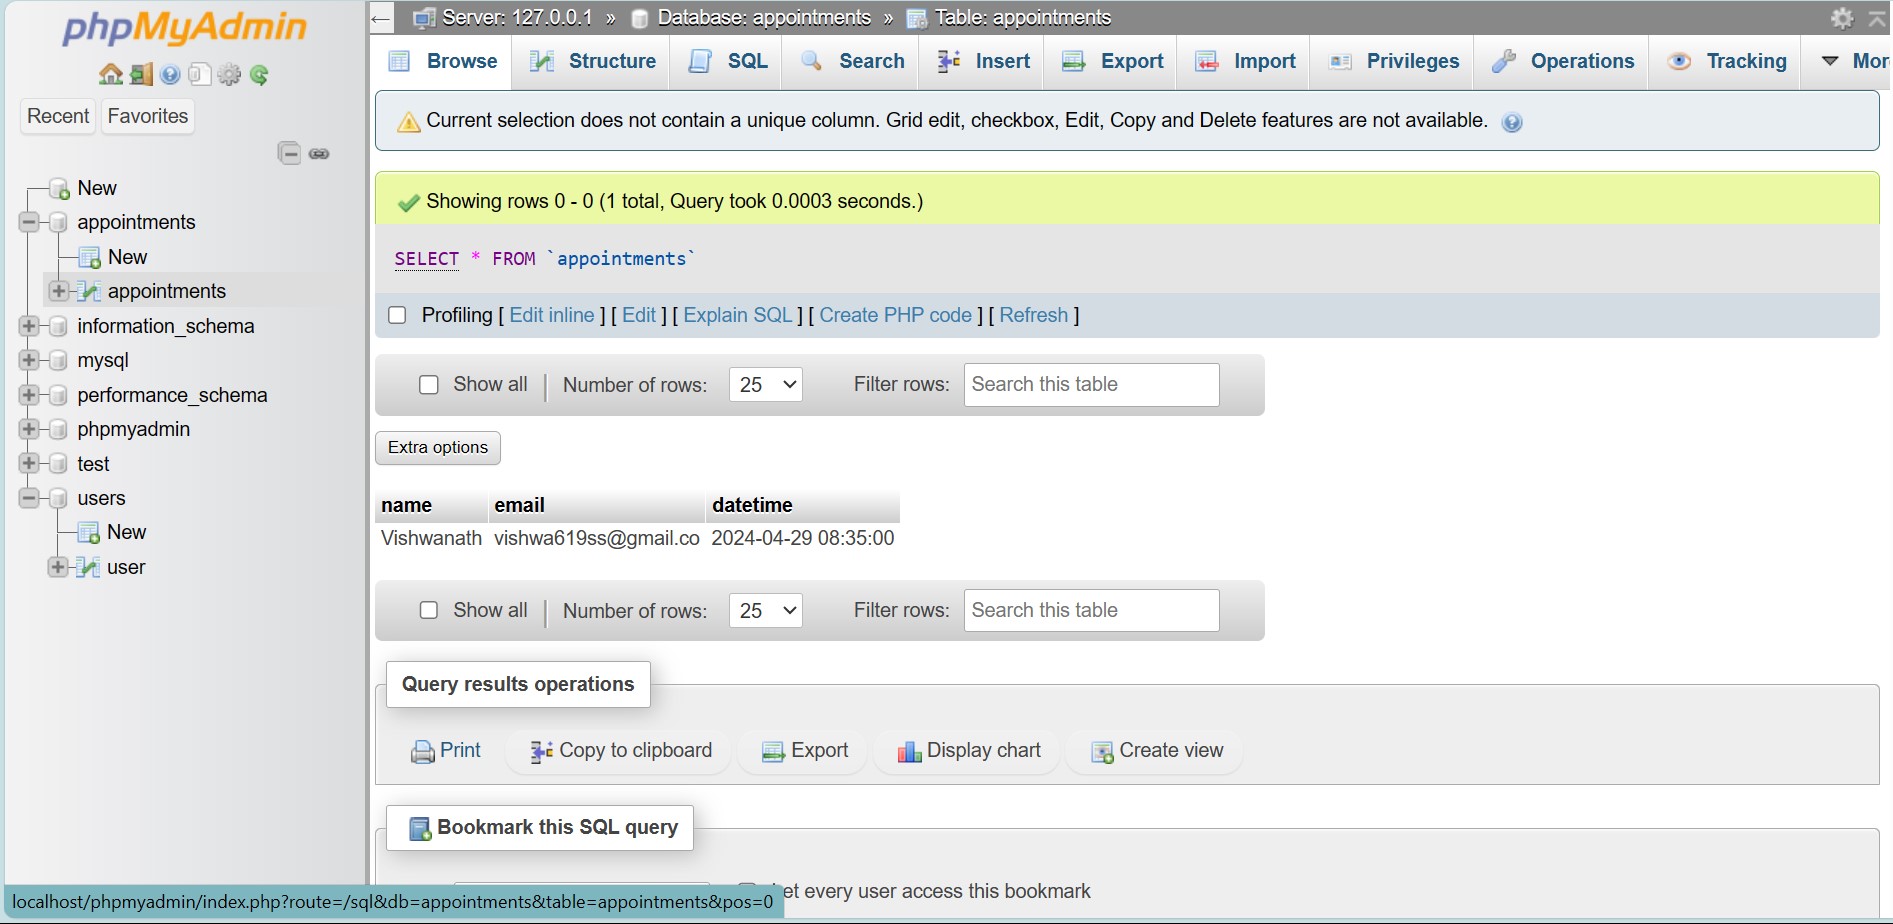 phpMyAdmin
Recent Favorites
New
appointments
New
appointments
information_schema
mysql
performance_schema
phpmyadmin
test
users
New
user
Server: 127.0.0.1 » Database: appointments » Table: appointments
Browse Structure SQL Search Insert Export Import Privileges Operations Tracking Mor
Current selection does not contain a unique column. Grid edit, checkbox, Edit, Copy and Delete features are not available.
Showing rows 0 - 0 (1 total, Query took 0.0003 seconds.)
SELECT * FROM `appointments`
Profiling [ Edit inline ] [ Edit ] [ Explain SQL ] [ Create PHP code ] [ Refresh ]
Show all | Number of rows: 25 Filter rows: Search this table
Extra options
name email datetime
Vishwanath vishwa619ss@gmail.co 2024-04-29 08:35:00
Show all | Number of rows: 25 Filter rows: Search this table
Query results operations
Print Copy to clipboard Export Display chart Create view
Bookmark this SQL query
et every user access this bookmark
localhost/phpmyadmin/index.php?route=/sql&db=appointments&table=appointments&pos=0